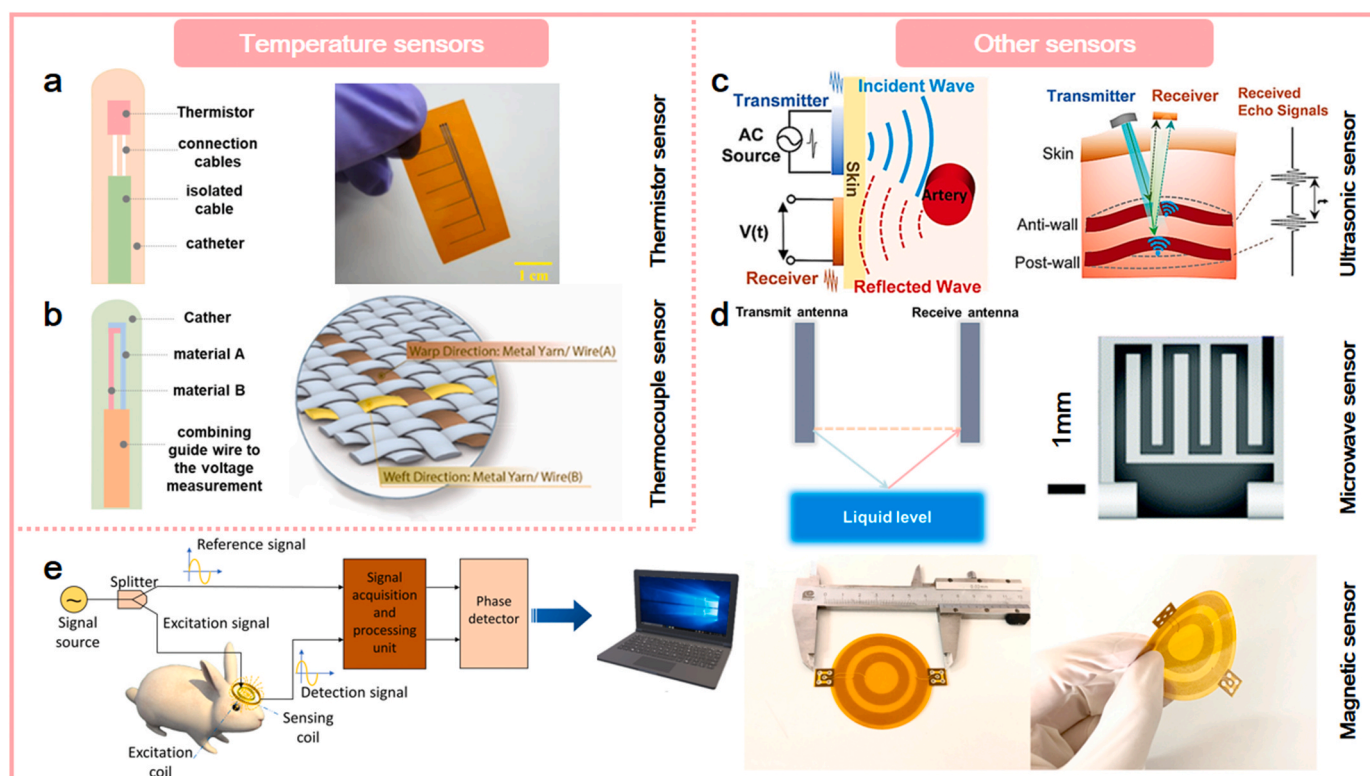 Temperature sensors
Other sensors
a
Thermistor
connection
cables
isolated
cable
catheter
1 cm
Thermistor sensor
b
Cather
material A
material B
combining
guide wire to
the voltage
measurement
Warp Direction: Metal Yarn/ Wire(A)
Weft Direction: Metal Yarn/ Wire(B)
Thermocouple sensor
c
Transmitter
AC
Source
V(t)
Receiver
Skin
Incident Wave
Artery
Reflected Wave
Transmitter
Receiver
Received
Echo Signals
Skin
Anti-wall
Post-wall
t
Ultrasonic sensor
d
Transmit antenna
Receive antenna
Liquid level
1mm
Microwave sensor
e
Signal
source
Splitter
Reference signal
Excitation signal
Signal
acquisition
and
processing
unit
Phase
detector
Detection signal
Sensing
coil
Excitation
coil
Magnetic sensor